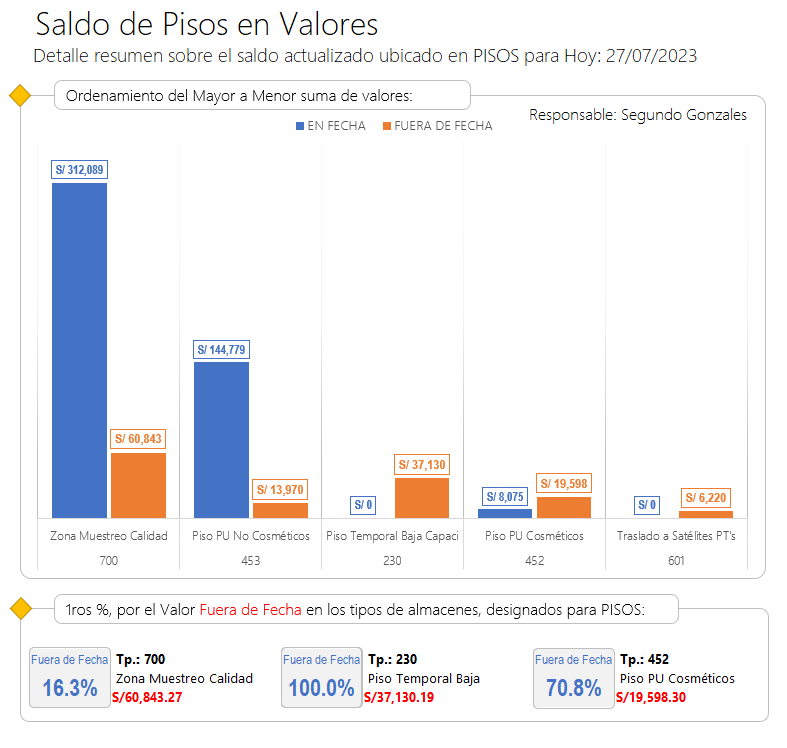 Saldo de Pisos en Valores
Detalle resumen sobre el saldo actualizado ubicado en PISOS para Hoy: 27/07/2023
Ordenamiento del Mayor a Menor suma de valores:
Responsable: Segundo Gonzales
EN FECHA FUERA DE FECHA
S/ 312,089
S/ 144,779
S/ 60,843
S/ 37,130
S/ 13,970
S/ 0
S/ 8,075
S/ 19,598
S/ 0
S/ 6,220
Zona Muestreo Calidad Piso PU No Cosméticos Piso Temporal Baja Capaci Piso PU Cosméticos Traslado a Satélites PT's
700 453 230 452 601
1ros %, por el Valor Fuera de Fecha en los tipos de almacenes, designados para PISOS:
Fuera de Fecha
16.3%
Tp.: 700
Zona Muestreo Calidad
S/60,843.27
Fuera de Fecha
100.0%
Tp.: 230
Piso Temporal Baja
S/37,130.19
Fuera de Fecha
70.8%
Tp.: 452
Piso PU Cosméticos
S/19,598.30